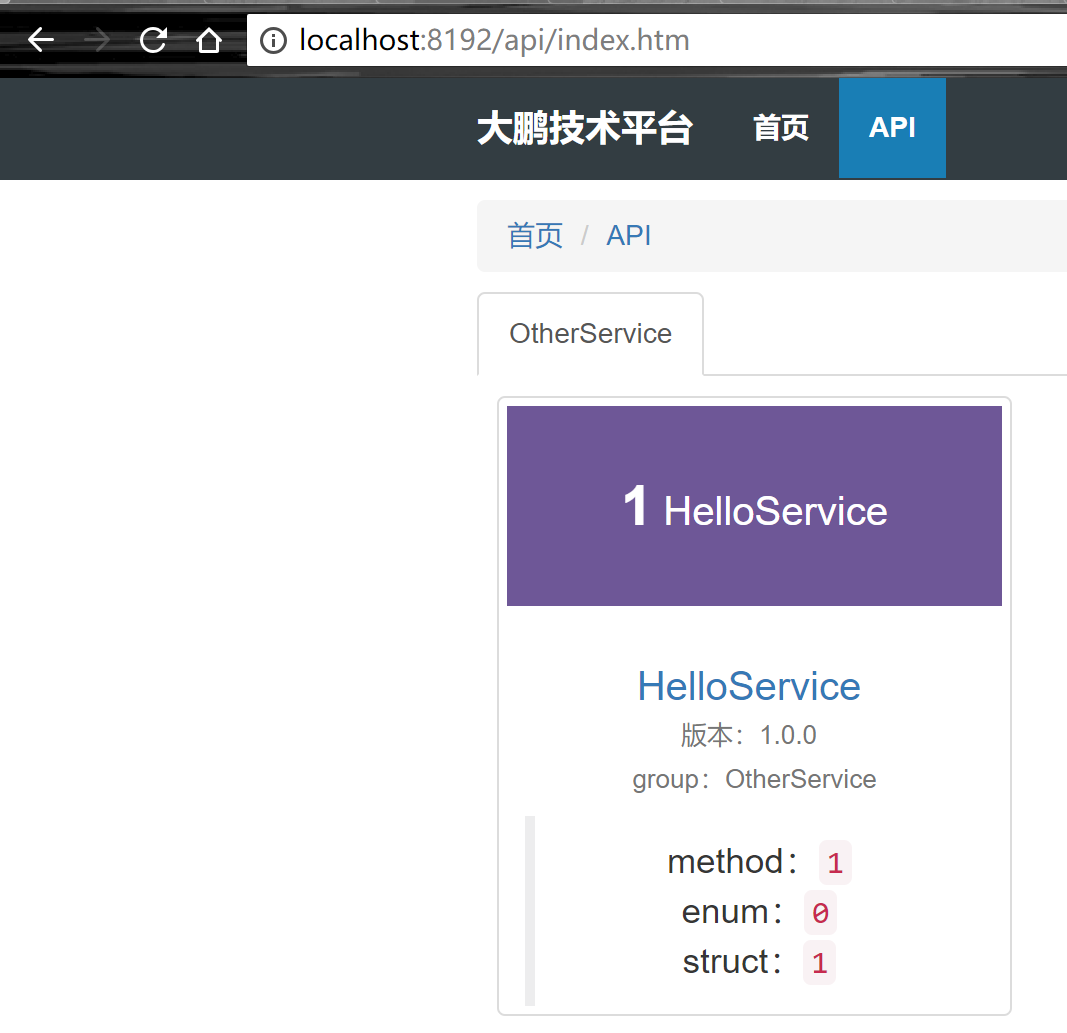 localhost:8192/api/index.htm
大鹏技术平台 首页 API
首页 / API
OtherService
1 HelloService
HelloService
版本：1.0.0
group：OtherService
method：1
enum：0
struct：1